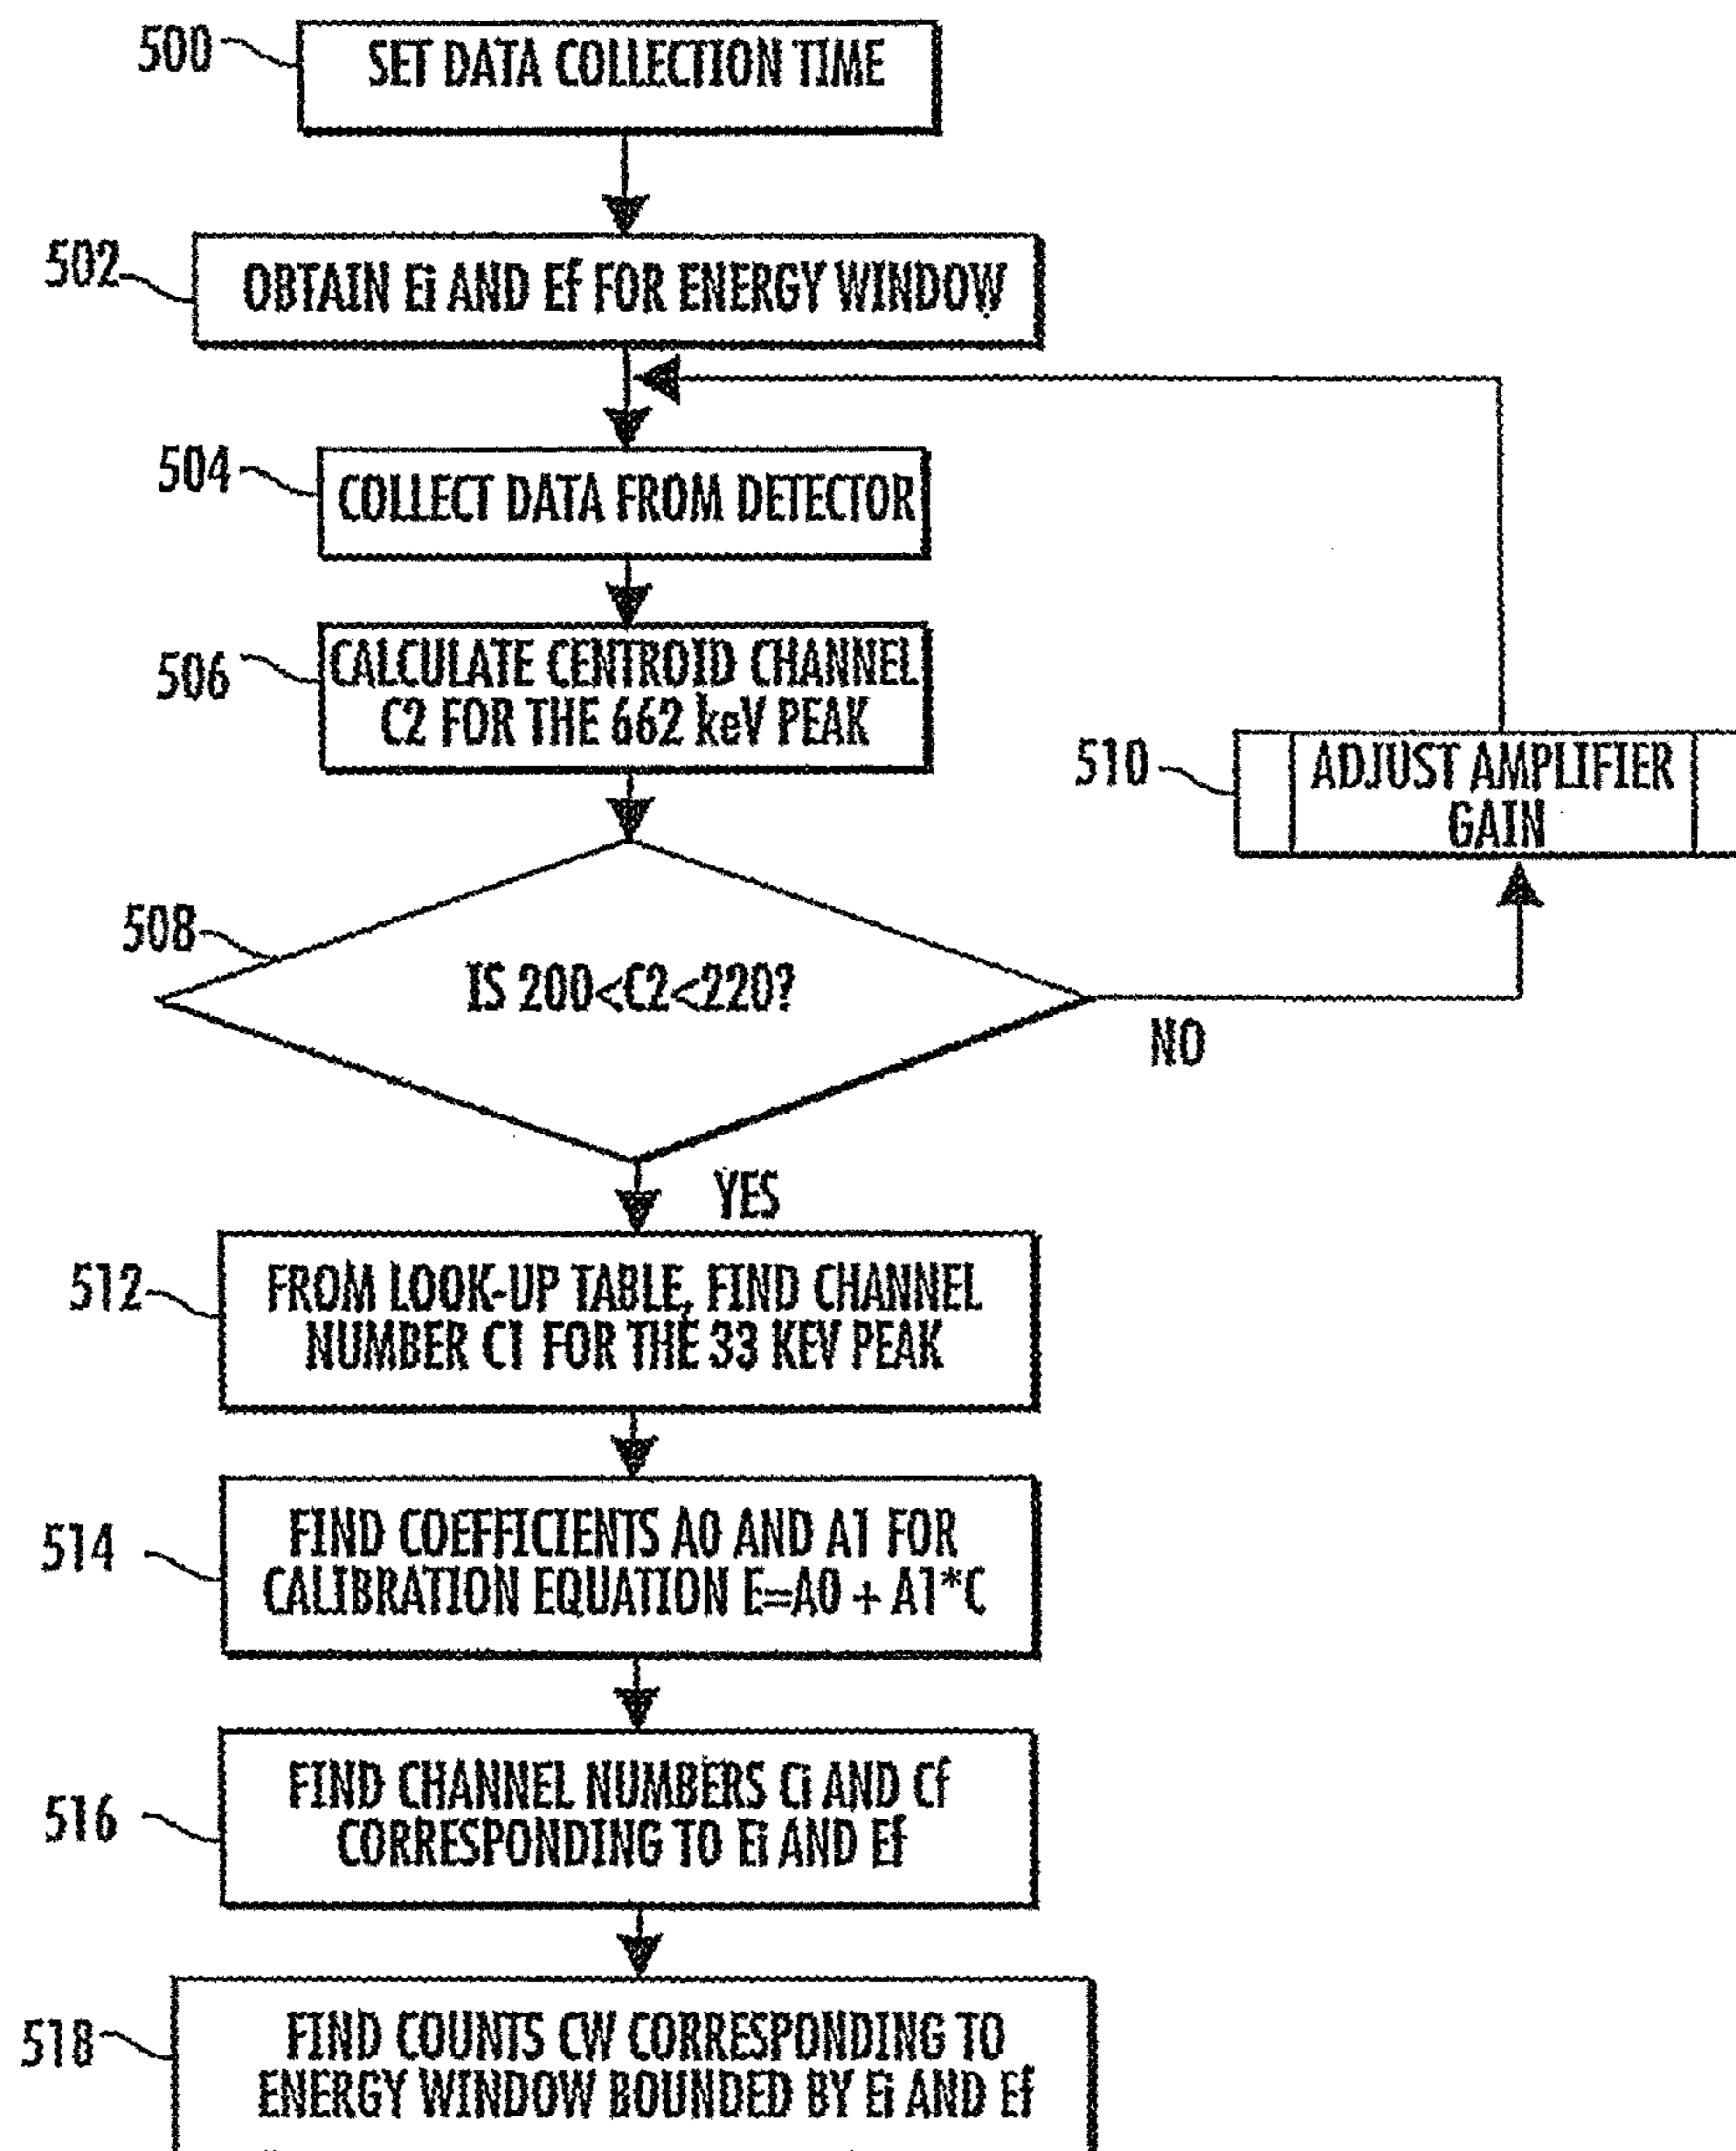 500
SET DATA COLLECTION TIME
502
OBTAIN Ei AND Ef FOR ENERGY WINDOW
504
COLLECT DATA FROM DETECTOR
506
CALCULATE CENTROID CHANNEL
C2 FOR THE 662 keV PEAK
510
ADJUST AMPLIFIER
GAIN
508
IS 200<C2<220?
NO
YES
512
FROM LOOK-UP TABLE, FIND CHANNEL
NUMBER C1 FOR THE 33 KEV PEAK
514
FIND COEFFICIENTS A0 AND A1 FOR
CALIBRATION EQUATION E=A0 + A1*C
516
FIND CHANNEL NUMBERS Ci AND Cf
CORRESPONDING TO Ei AND Ef
518
FIND COUNTS CW CORRESPONDING TO
ENERGY WINDOW BOUNDED BY Ei AND Ef